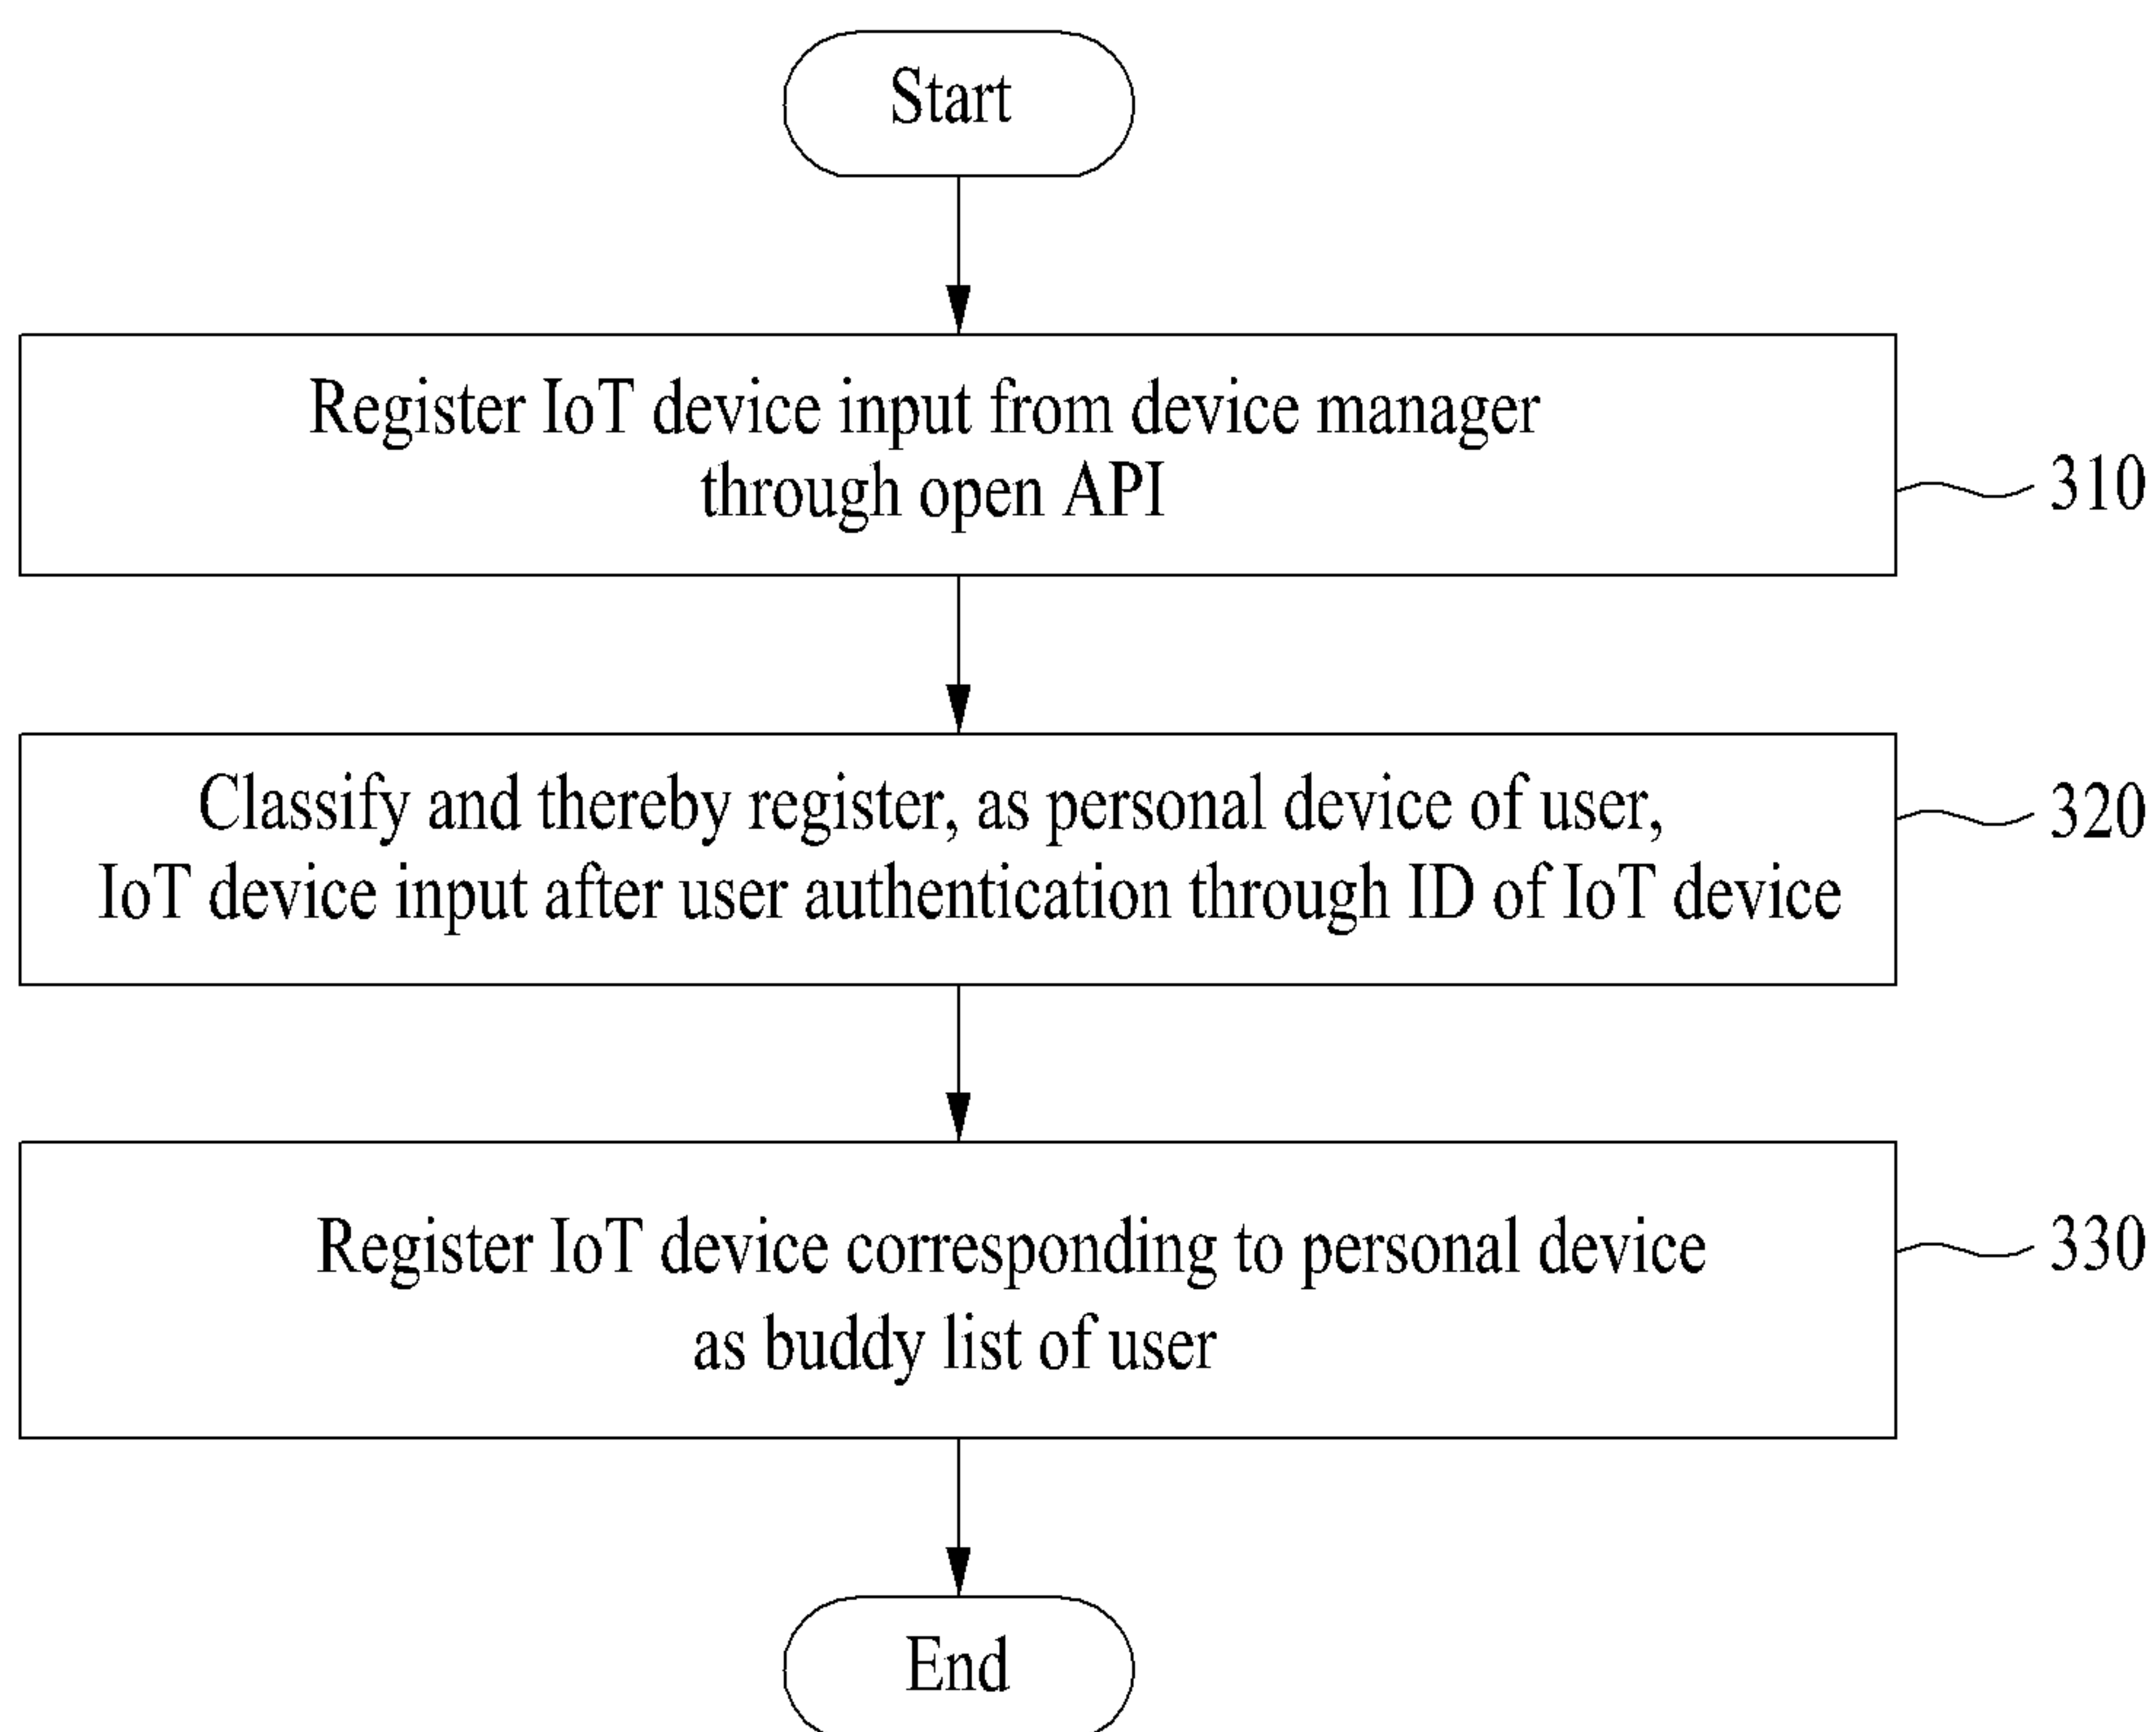 Start
Register IoT device input from device manager
through open API
310
Classify and thereby register, as personal device of user,
320
IoT device input after user authentication through ID of IoT device
Register IoT device corresponding to personal device
330
as buddy list of user
End